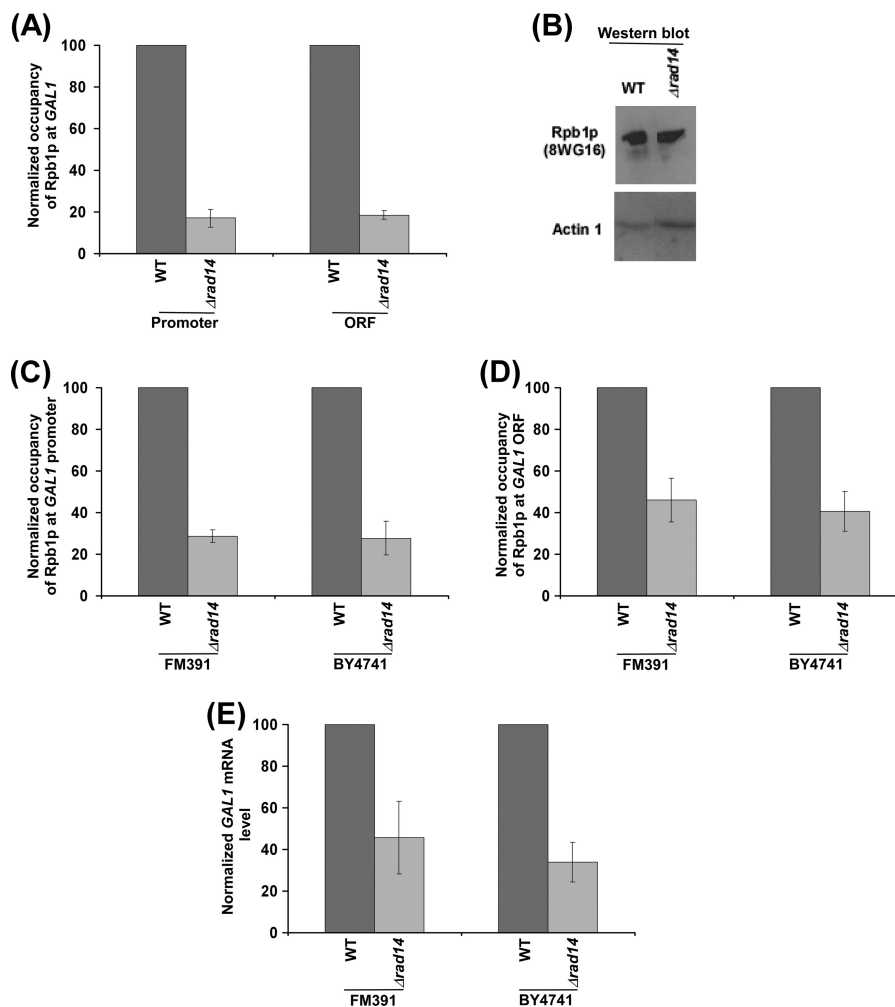 (A)
Normalized occupancy
of Rpb1p at GAL1
100
80
60
40
20
0
WT
Δrad14
WT
Δrad14
Promoter
ORF
(B)
Western blot
WT
Δrad14
Rpb1p
(8WG16)
Actin 1
(C)
Normalized occupancy
of Rpb1p at GAL1 promoter
100
80
60
40
20
0
WT
Δrad14
WT
Δrad14
FM391
BY4741
(D)
Normalized occupancy
of Rpb1p at GAL1 ORF
100
80
60
40
20
0
WT
Δrad14
WT
Δrad14
FM391
BY4741
(E)
Normalized GAL1 mRNA
level
100
80
60
40
20
0
WT
Δrad14
WT
Δrad14
FM391
BY4741